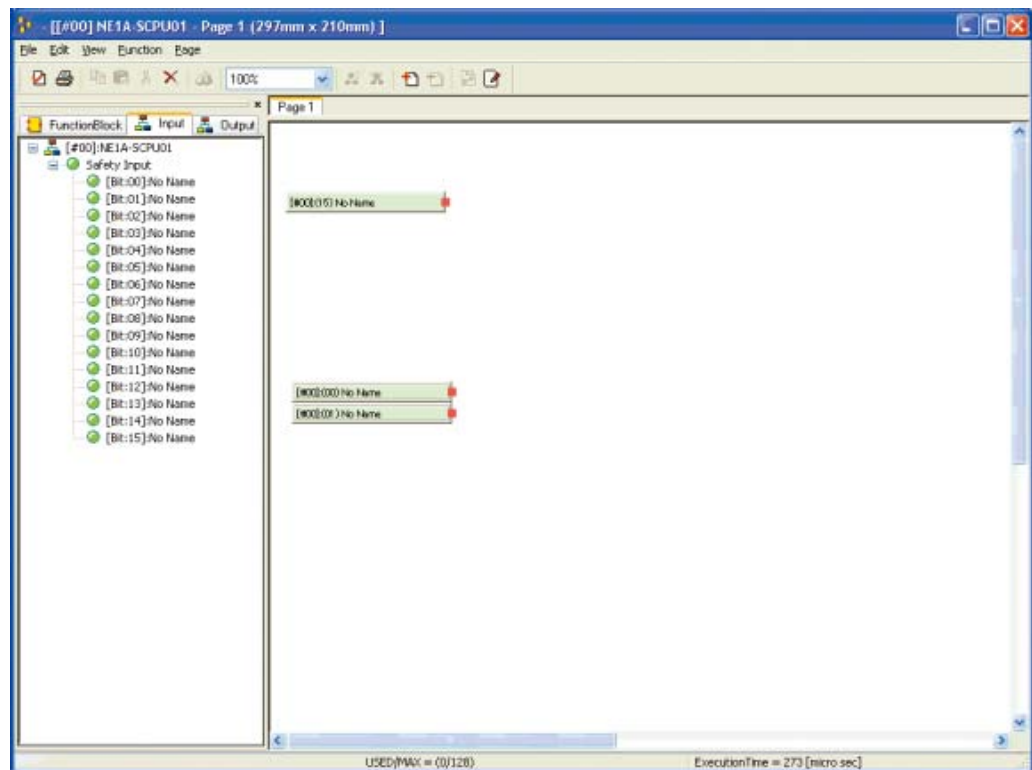 - [[#00] NE1A-SCPU01 - Page 1 (297mm x 210mm) ]
File Edit View Function Page
100%
Page 1
FunctionBlock Input Output
[#00]:NE1A-SCPU01
Safety Input
[Bit:00]:No Name
[Bit:01]:No Name
[Bit:02]:No Name
[Bit:03]:No Name
[Bit:04]:No Name
[Bit:05]:No Name
[Bit:06]:No Name
[Bit:07]:No Name
[Bit:08]:No Name
[Bit:09]:No Name
[Bit:10]:No Name
[Bit:11]:No Name
[Bit:12]:No Name
[Bit:13]:No Name
[Bit:14]:No Name
[Bit:15]:No Name
[#00]:(15) No Name
[#00]:(00) No Name
[#00]:(01) No Name
USED/MAX = (0/128)
ExecutionTime = 273 [micro sec]